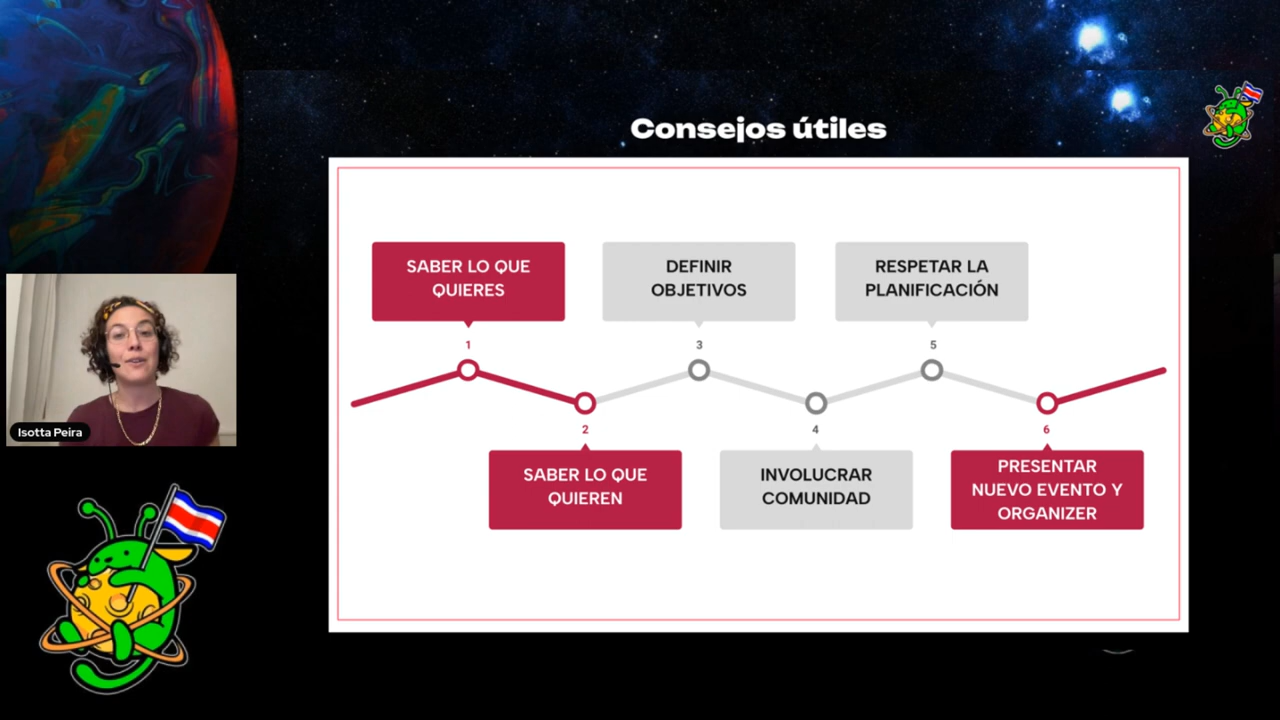 Consejos útiles
SABER LO QUE
QUIERES
1
2
SABER LO QUE
QUIEREN
DEFINIR
OBJETIVOS
3
4
INVOLUCRAR
COMUNIDAD
RESPETAR LA
PLANIFICACIÓN
5
6
PRESENTAR
NUEVO EVENTO Y
ORGANIZER
Isotta Peira